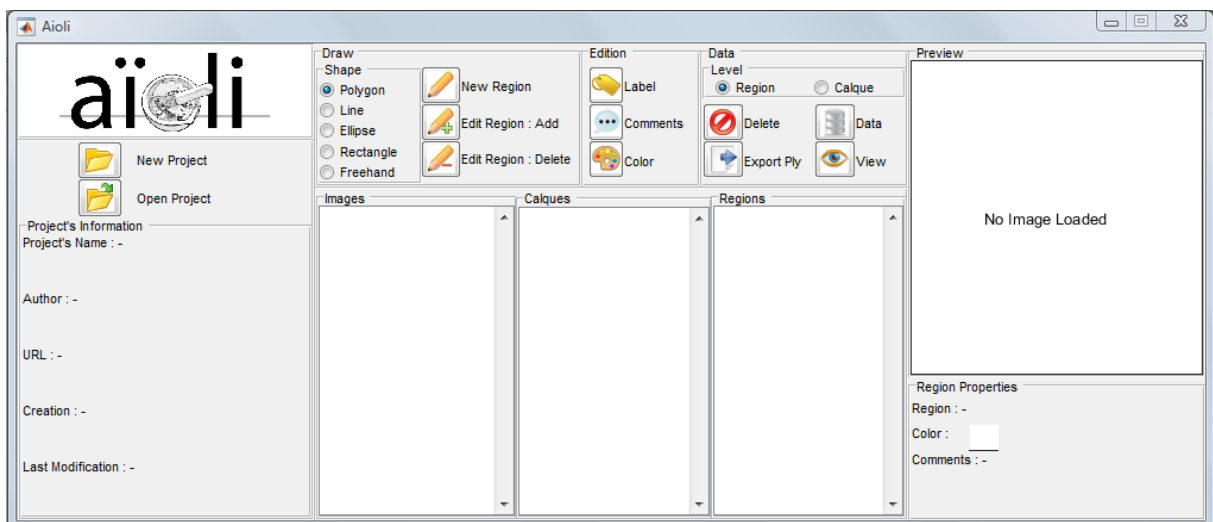 Aioli
aïoli
New Project
Open Project
Project's Information
Project's Name : -
Author : -
URL : -
Creation : -
Last Modification : -
Draw
Shape
Polygon
Line
Ellipse
Rectangle
Freehand
New Region
Edit Region : Add
Edit Region : Delete
Edition
Label
Comments
Color
Data
Level
Region
Calque
Delete
Data
Export Ply
View
Images
Calques
Regions
Preview
No Image Loaded
Region Properties
Region : -
Color :
Comments : -